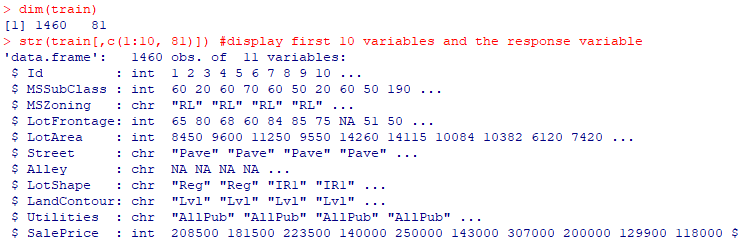 > dim(train)
[1] 1460   81
> str(train[,c(1:10, 81)]) #display first 10 variables and the response variable
'data.frame':   1460 obs. of  11 variables:
 $ Id         : int  1 2 3 4 5 6 7 8 9 10 ...
 $ MSSubClass : int  60 20 60 70 60 50 20 60 50 190 ...
 $ MSZoning   : chr  "RL" "RL" "RL" "RL" ...
 $ LotFrontage: int  65 80 68 60 84 85 75 NA 51 50 ...
 $ LotArea    : int  8450 9600 11250 9550 14260 14115 10084 10382 6120 7420 ...
 $ Street     : chr  "Pave" "Pave" "Pave" "Pave" ...
 $ Alley      : chr  NA NA NA NA ...
 $ LotShape   : chr  "Reg" "Reg" "IR1" "IR1" ...
 $ LandContour: chr  "Lvl" "Lvl" "Lvl" "Lvl" ...
 $ Utilities  : chr  "AllPub" "AllPub" "AllPub" "AllPub" ...
 $ SalePrice  : int  208500 181500 223500 140000 250000 143000 307000 200000 129900 118000 $